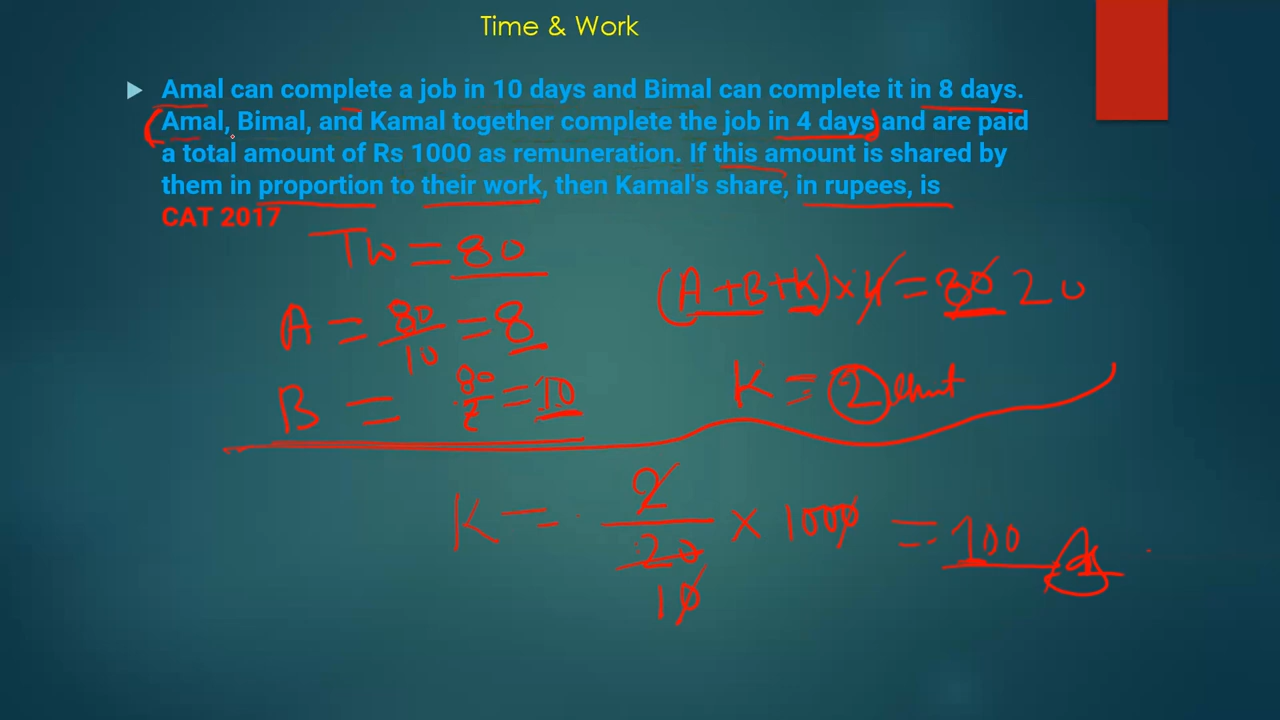 Time & Work
Amal can complete a job in 10 days and Bimal can complete it in 8 days.
Amal, Bimal, and Kamal together complete the job in 4 days and are paid
a total amount of Rs 1000 as remuneration. If this amount is shared by
them in proportion to their work, then Kamal's share, in rupees, is
CAT 2017
TW = 80
(A+B+K)×4 = 80 20
A = 80/10 = 8
K = 2
B = 80/ = 10
K = 2/20 × 1000 = 100
10